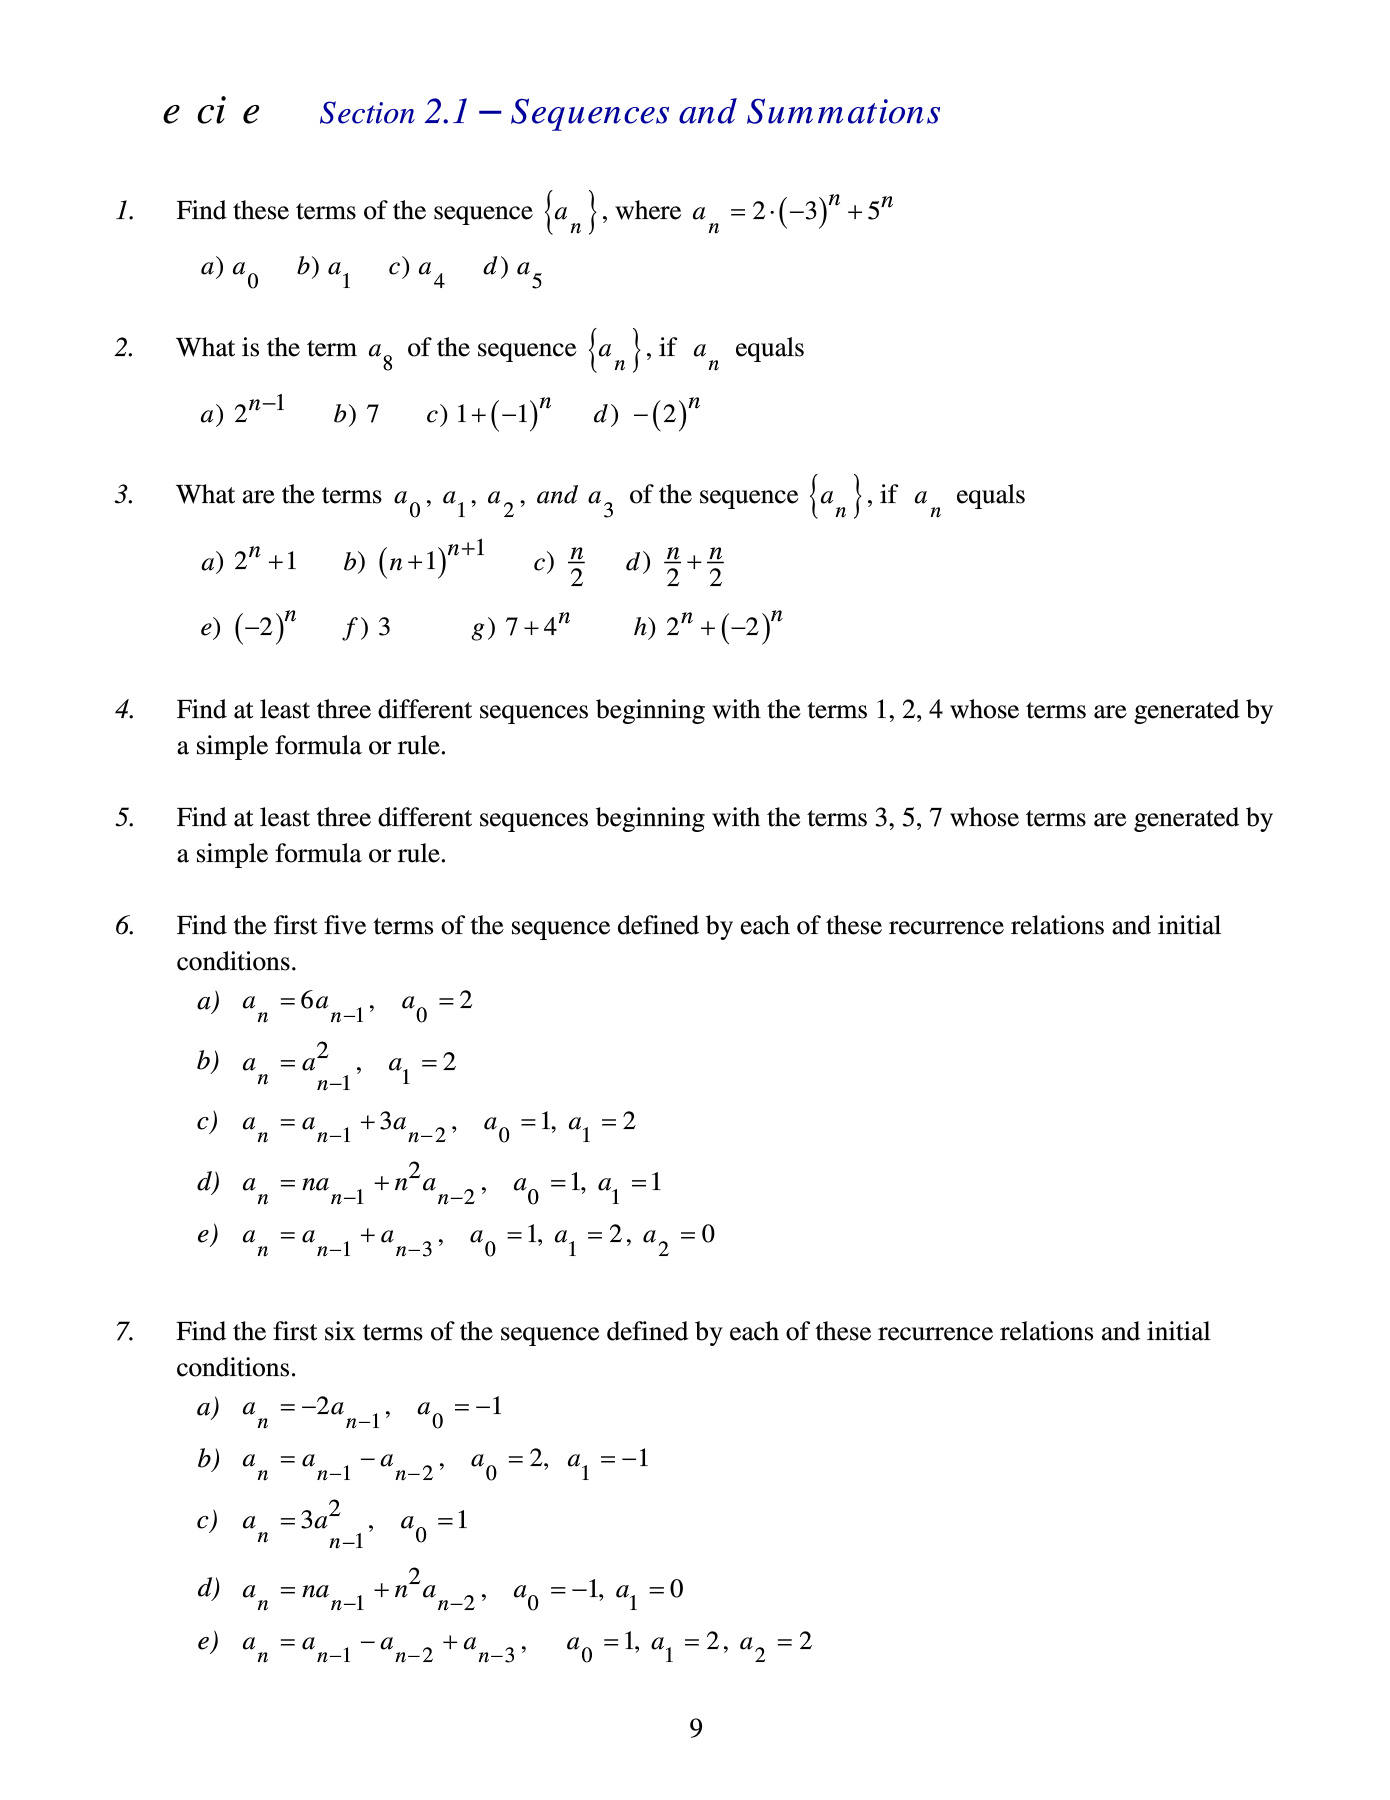 e ci e Section 2.1 – Sequences and Summations
1. Find these terms of the sequence {a_n}, where a_n = 2·(−3)^n + 5^n
a) a_0 b) a_1 c) a_4 d) a_5
2. What is the term a_8 of the sequence {a_n}, if a_n equals
a) 2^{n−1} b) 7 c) 1+(−1)^n d) −(2)^n
3. What are the terms a_0, a_1, a_2, and a_3 of the sequence {a_n}, if a_n equals
a) 2^n + 1 b) (n+1)^{n+1} c) n/2 d) n/2 + n/2
e) (−2)^n f) 3 g) 7 + 4^n h) 2^n + (−2)^n
4. Find at least three different sequences beginning with the terms 1, 2, 4 whose terms are generated by
a simple formula or rule.
5. Find at least three different sequences beginning with the terms 3, 5, 7 whose terms are generated by
a simple formula or rule.
6. Find the first five terms of the sequence defined by each of these recurrence relations and initial
conditions.
a) a_n = 6a_{n−1}, a_0 = 2
b) a_n = a^2_{n−1}, a_1 = 2
c) a_n = a_{n−1} + 3a_{n−2}, a_0 = 1, a_1 = 2
d) a_n = na_{n−1} + n^2 a_{n−2}, a_0 = 1, a_1 = 1
e) a_n = a_{n−1} + a_{n−3}, a_0 = 1, a_1 = 2, a_2 = 0
7. Find the first six terms of the sequence defined by each of these recurrence relations and initial
conditions.
a) a_n = −2a_{n−1}, a_0 = −1
b) a_n = a_{n−1} − a_{n−2}, a_0 = 2, a_1 = −1
c) a_n = 3a^2_{n−1}, a_0 = 1
d) a_n = na_{n−1} + n^2 a_{n−2}, a_0 = −1, a_1 = 0
e) a_n = a_{n−1} − a_{n−2} + a_{n−3}, a_0 = 1, a_1 = 2, a_2 = 2
9